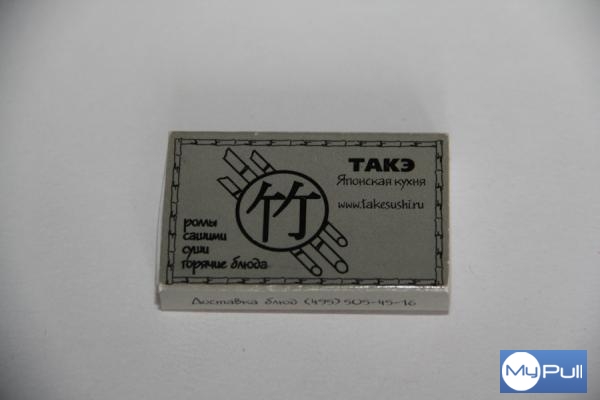 ТАКЭ
Японская кухня
www.takesushi.ru
竹
роллы
сашими
суши
горячие блюда
Доставка блюд (495) 505-45-16
MyPull